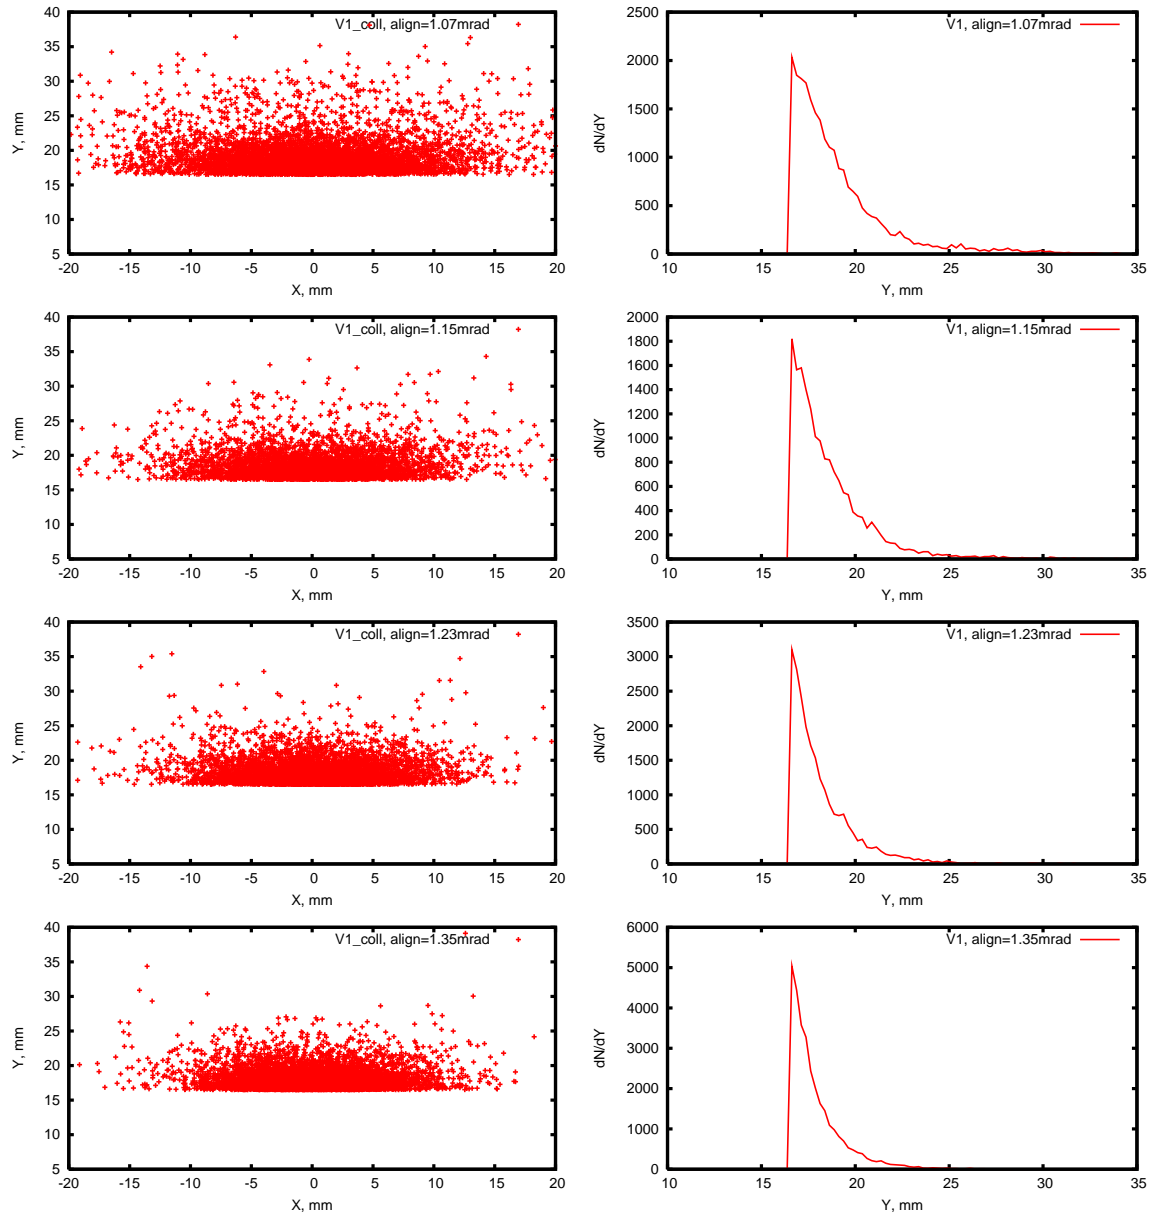 40
35
30
25
20
15
10
5
Y, mm
V1_coll, align=1.07mrad
-20 -15 -10 -5 0 5 10 15 20
X, mm
2500
2000
1500
1000
500
0
dN/dY
V1, align=1.07mrad
10 15 20 25 30 35
Y, mm
40
35
30
25
20
15
10
5
Y, mm
V1_coll, align=1.15mrad
-20 -15 -10 -5 0 5 10 15 20
X, mm
2000
1800
1600
1400
1200
1000
800
600
400
200
0
dN/dY
V1, align=1.15mrad
10 15 20 25 30 35
Y, mm
40
35
30
25
20
15
10
5
Y, mm
V1_coll, align=1.23mrad
-20 -15 -10 -5 0 5 10 15 20
X, mm
3500
3000
2500
2000
1500
1000
500
0
dN/dY
V1, align=1.23mrad
10 15 20 25 30 35
Y, mm
40
35
30
25
20
15
10
5
Y, mm
V1_coll, align=1.35mrad
-20 -15 -10 -5 0 5 10 15 20
X, mm
6000
5000
4000
3000
2000
1000
0
dN/dY
V1, align=1.35mrad
10 15 20 25 30 35
Y, mm